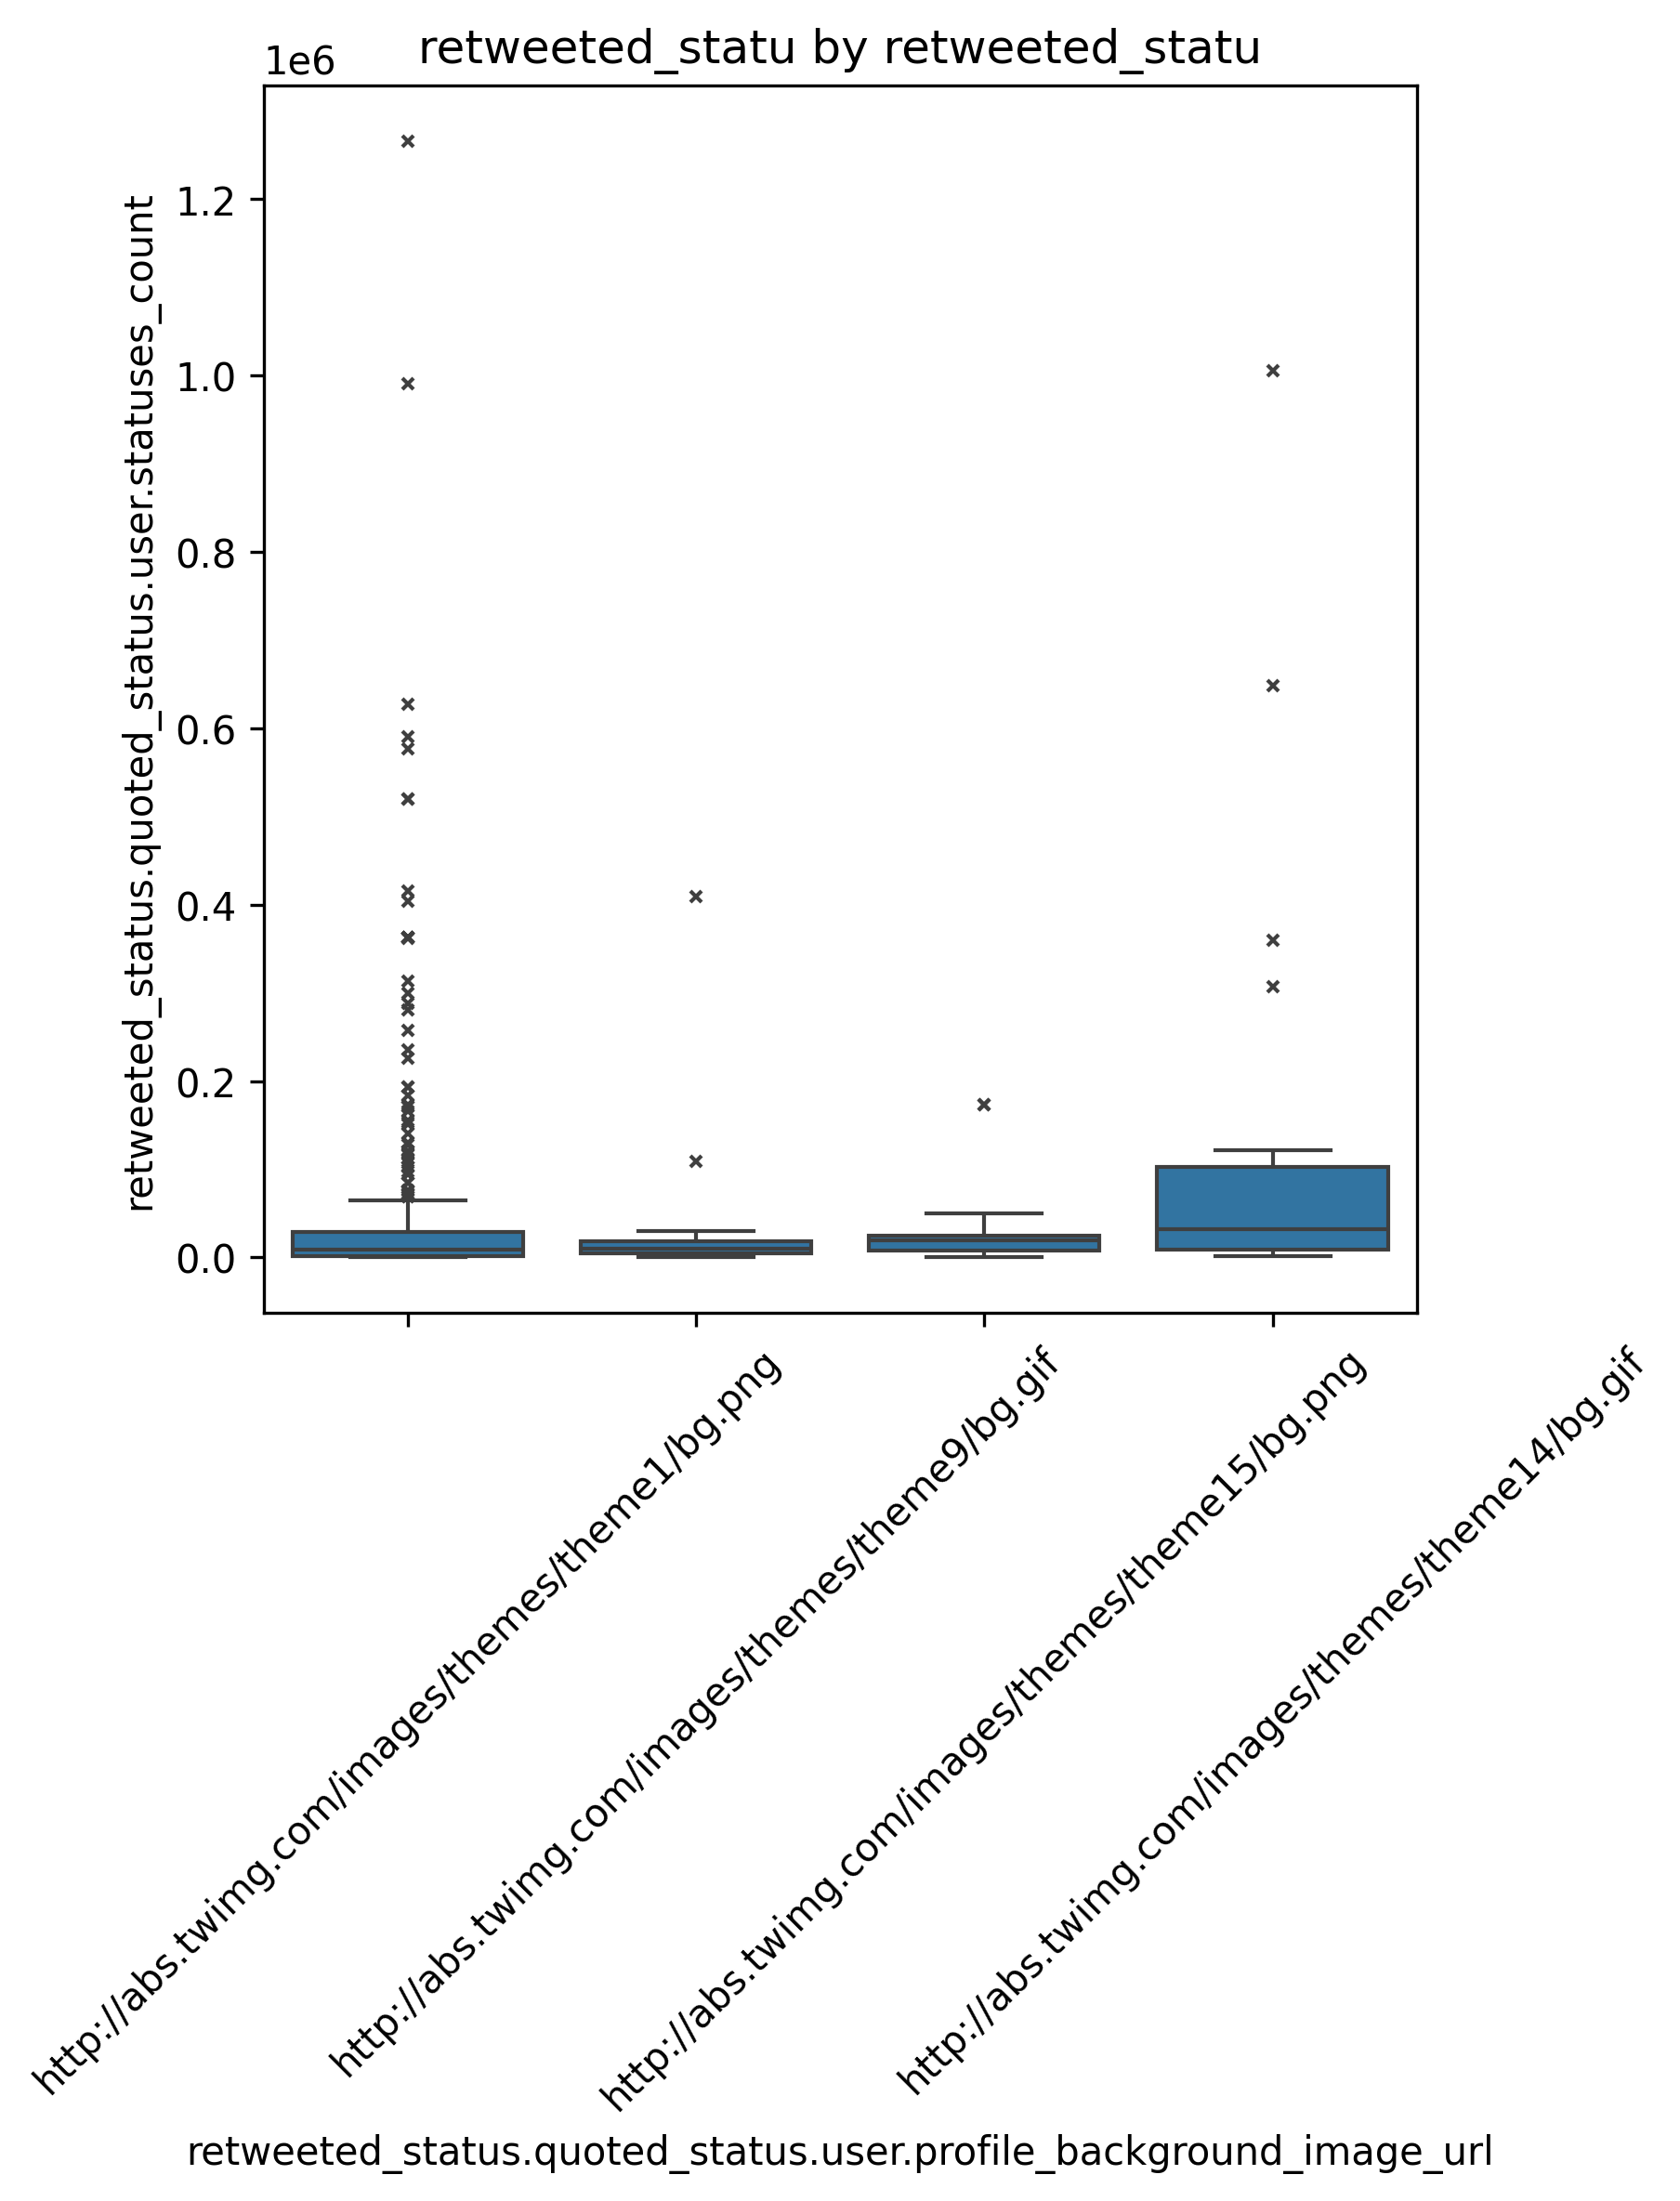 retweeted_statu by retweeted_statu
1e6
retweeted_status.quoted_status.user.statuses_count
1.2
1.0
0.8
0.6
0.4
0.2
0.0
http://abs.twimg.com/images/themes/theme1/bg.png
http://abs.twimg.com/images/themes/theme9/bg.gif
http://abs.twimg.com/images/themes/theme15/bg.png
http://abs.twimg.com/images/themes/theme14/bg.gif
retweeted_status.quoted_status.user.profile_background_image_url